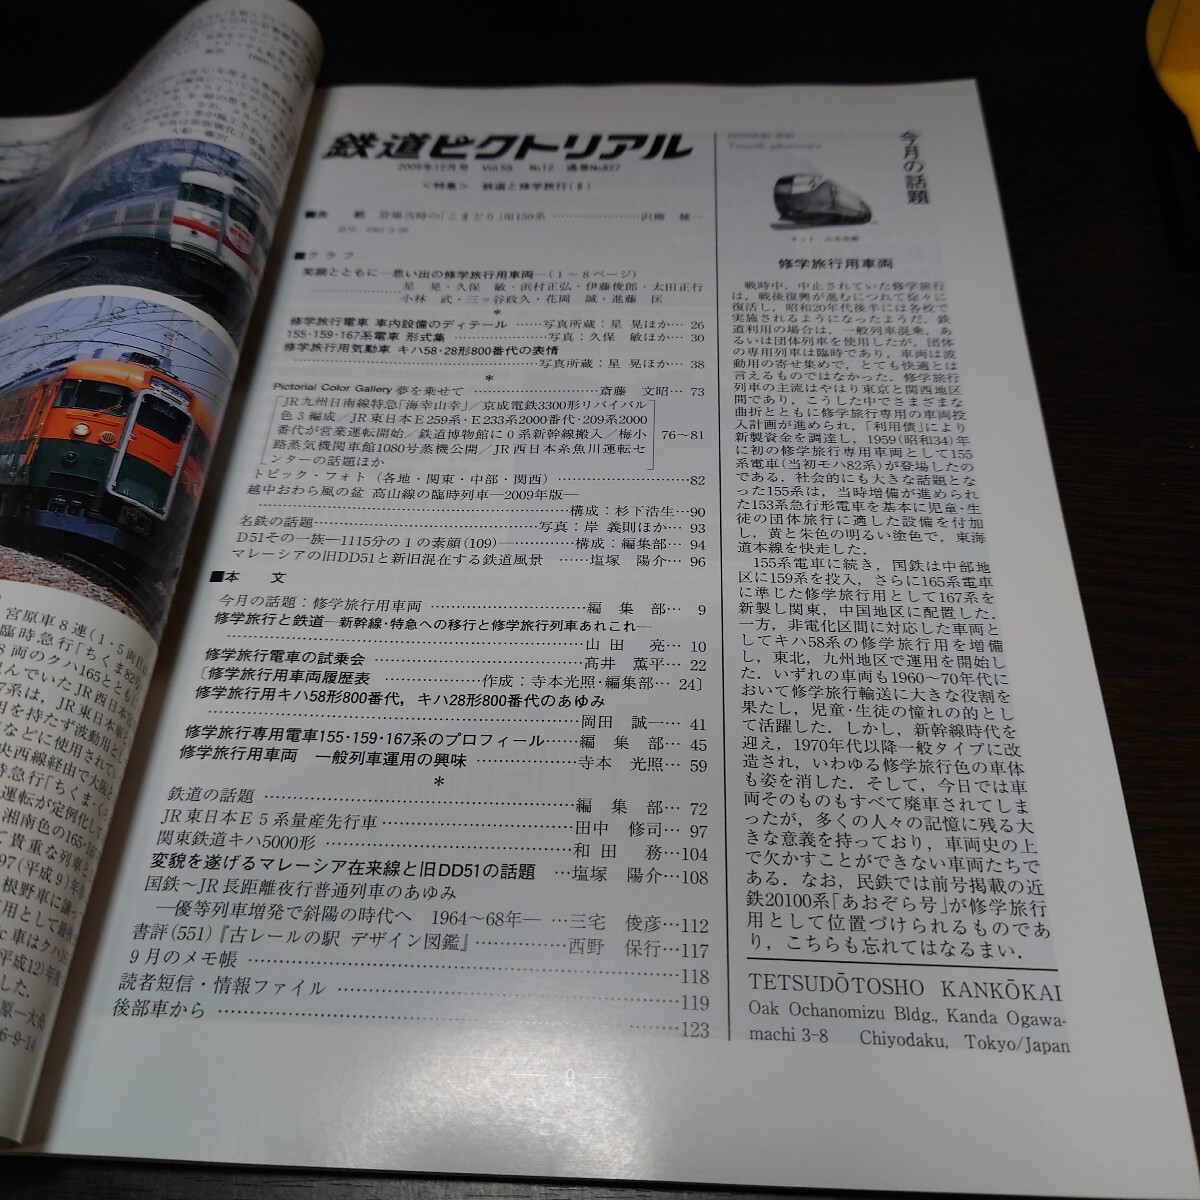 鉄道ピクトリアル
2009年12月号 Vol.59 No.12 通巻No.827
<特集> 鉄道と修学旅行(Ⅱ)
■表 紙 登場当時の「こまどり」用159系 ………… 沢柳 健一
■グラフ
笑顔とともに―思い出の修学旅行用車両―(1～8ページ)
星 晃・久保 敏・浜村正弘・伊藤俊郎・太田正行
小林 武・三ッ谷政久・花岡 誠・進藤 匡
*
修学旅行電車 車内設備のディテール ……写真所蔵：星 晃ほか… 26
155・159・167系電車 形式集 ……………写真：久保 敏ほか… 30
修学旅行用気動車 キハ58・28形800番代の表情
………………写真所蔵：星 晃ほか… 38
*
Pictorial Color Gallery 夢を乗せて ………………斎藤 文昭… 73
JR九州日南線特急「海幸山幸」／京成電鉄3300形リバイバル
色3編成／JR東日本E259系・E233系2000番代・209系2000
番代が営業運転開始／鉄道博物館に0系新幹線搬入／梅小
路蒸気機関車館1080号蒸機公開／JR西日本糸魚川運転セ
ンターの話題ほか
76～81
トピック・フォト(各地・関東・中部・関西) ………………82
越中おわら風の盆 高山線の臨時列車―2009年版―
………………構成：杉下浩生…90
名鉄の話題………………写真：岸 義則ほか… 93
D51その一族―1115分の1の素顔(109)―………構成：編集部… 94
マレーシアの旧DD51と新旧混在する鉄道風景 ……塩塚 陽介… 96
■本 文
今月の話題：修学旅行用車両 ………………編 集 部… 9
修学旅行と鉄道―新幹線・特急への移行と修学旅行列車あれこれ―
………………山 田 亮… 10
修学旅行電車の試乗会 ………………高井 薫平… 22
〔修学旅行用車両履歴表 ………………作成：寺本光照・編集部… 24〕
修学旅行用キハ58形800番代，キハ28形800番代のあゆみ
………………岡田 誠一… 41
修学旅行専用電車155・159・167系のプロフィール……編 集 部… 45
修学旅行用車両 一般列車運用の興味 …………寺本 光照… 59
*
鉄道の話題 ………………編 集 部… 72
JR東日本E5系量産先行車 ………………田中 修司… 97
関東鉄道キハ5000形 ………………和 田 務…104
変貌を遂げるマレーシア在来線と旧DD51の話題 …塩塚 陽介…108
国鉄～JR長距離夜行普通列車のあゆみ
―優等列車増発で斜陽の時代へ 1964～68年― …三宅 俊彦…112
書評(551)『古レールの駅 デザイン図鑑』…………西野 保行…117
9月のメモ帳 ………………118
読者短信・情報ファイル ………………119
後部車から ………………123
今月の話題
修学旅行用車両
戦時中，中止されていた修学旅行
は，戦後復興が進むにつれて徐々に
復活し，昭和20年代後半には各校で
実施されるようになったようだ．鉄
道利用の場合は，一般列車混乗，あ
るいは団体列車を使用したが，団体
の専用列車は臨時であり，車両は波
動用の寄せ集めで，とても快適とは
言えるものではなかった．修学旅行
列車の主流はやはり東京と関西地区
間であり，こうした中でさまざまな
曲折とともに修学旅行専用の車両投
入計画が進められ，「利用債」により
新製資金を調達し，1959(昭和34)年
に初の修学旅行専用車両として155
系電車(当初モハ82系)が登場したの
である．社会的にも大きな話題とな
った155系は，当時増備が進められ
た153系急行形電車を基本に児童・生
徒の団体旅行に適した設備を付加
し，黄と朱色の明るい塗色で，東海
道本線を快走した．
155系電車に続き，国鉄は中部地
区に159系を投入，さらに165系電車
に準じた修学旅行用として167系を
新製し関東，中国地区に配置した．
一方，非電化区間に対応した車両と
してキハ58系の修学旅行用を増備
し，東北，九州地区で運用を開始し
た．いずれの車両も1960～70年代に
おいて修学旅行輸送に大きな役割を
果たし，児童・生徒の憧れの的とし
て活躍した．しかし，新幹線時代を
迎え，1970年代以降一般タイプに改
造され，いわゆる修学旅行色の車体
も姿を消した．そして，今日では車
両そのものもすべて廃車されてしま
ったが，多くの人々の記憶に残る大
きな意義を持っており，車両史の上
で欠かすことができない車両たちで
ある．なお，民鉄では前号掲載の近
鉄20100系「あおぞら号」が修学旅行
用として位置づけられるものであ
り，こちらも忘れてはなるまい．
TETSUDŌTOSHO KANKŌKAI
Oak Ochanomizu Bldg., Kanda Ogawa-
machi 3-8 Chiyodaku, Tokyo/Japan
9